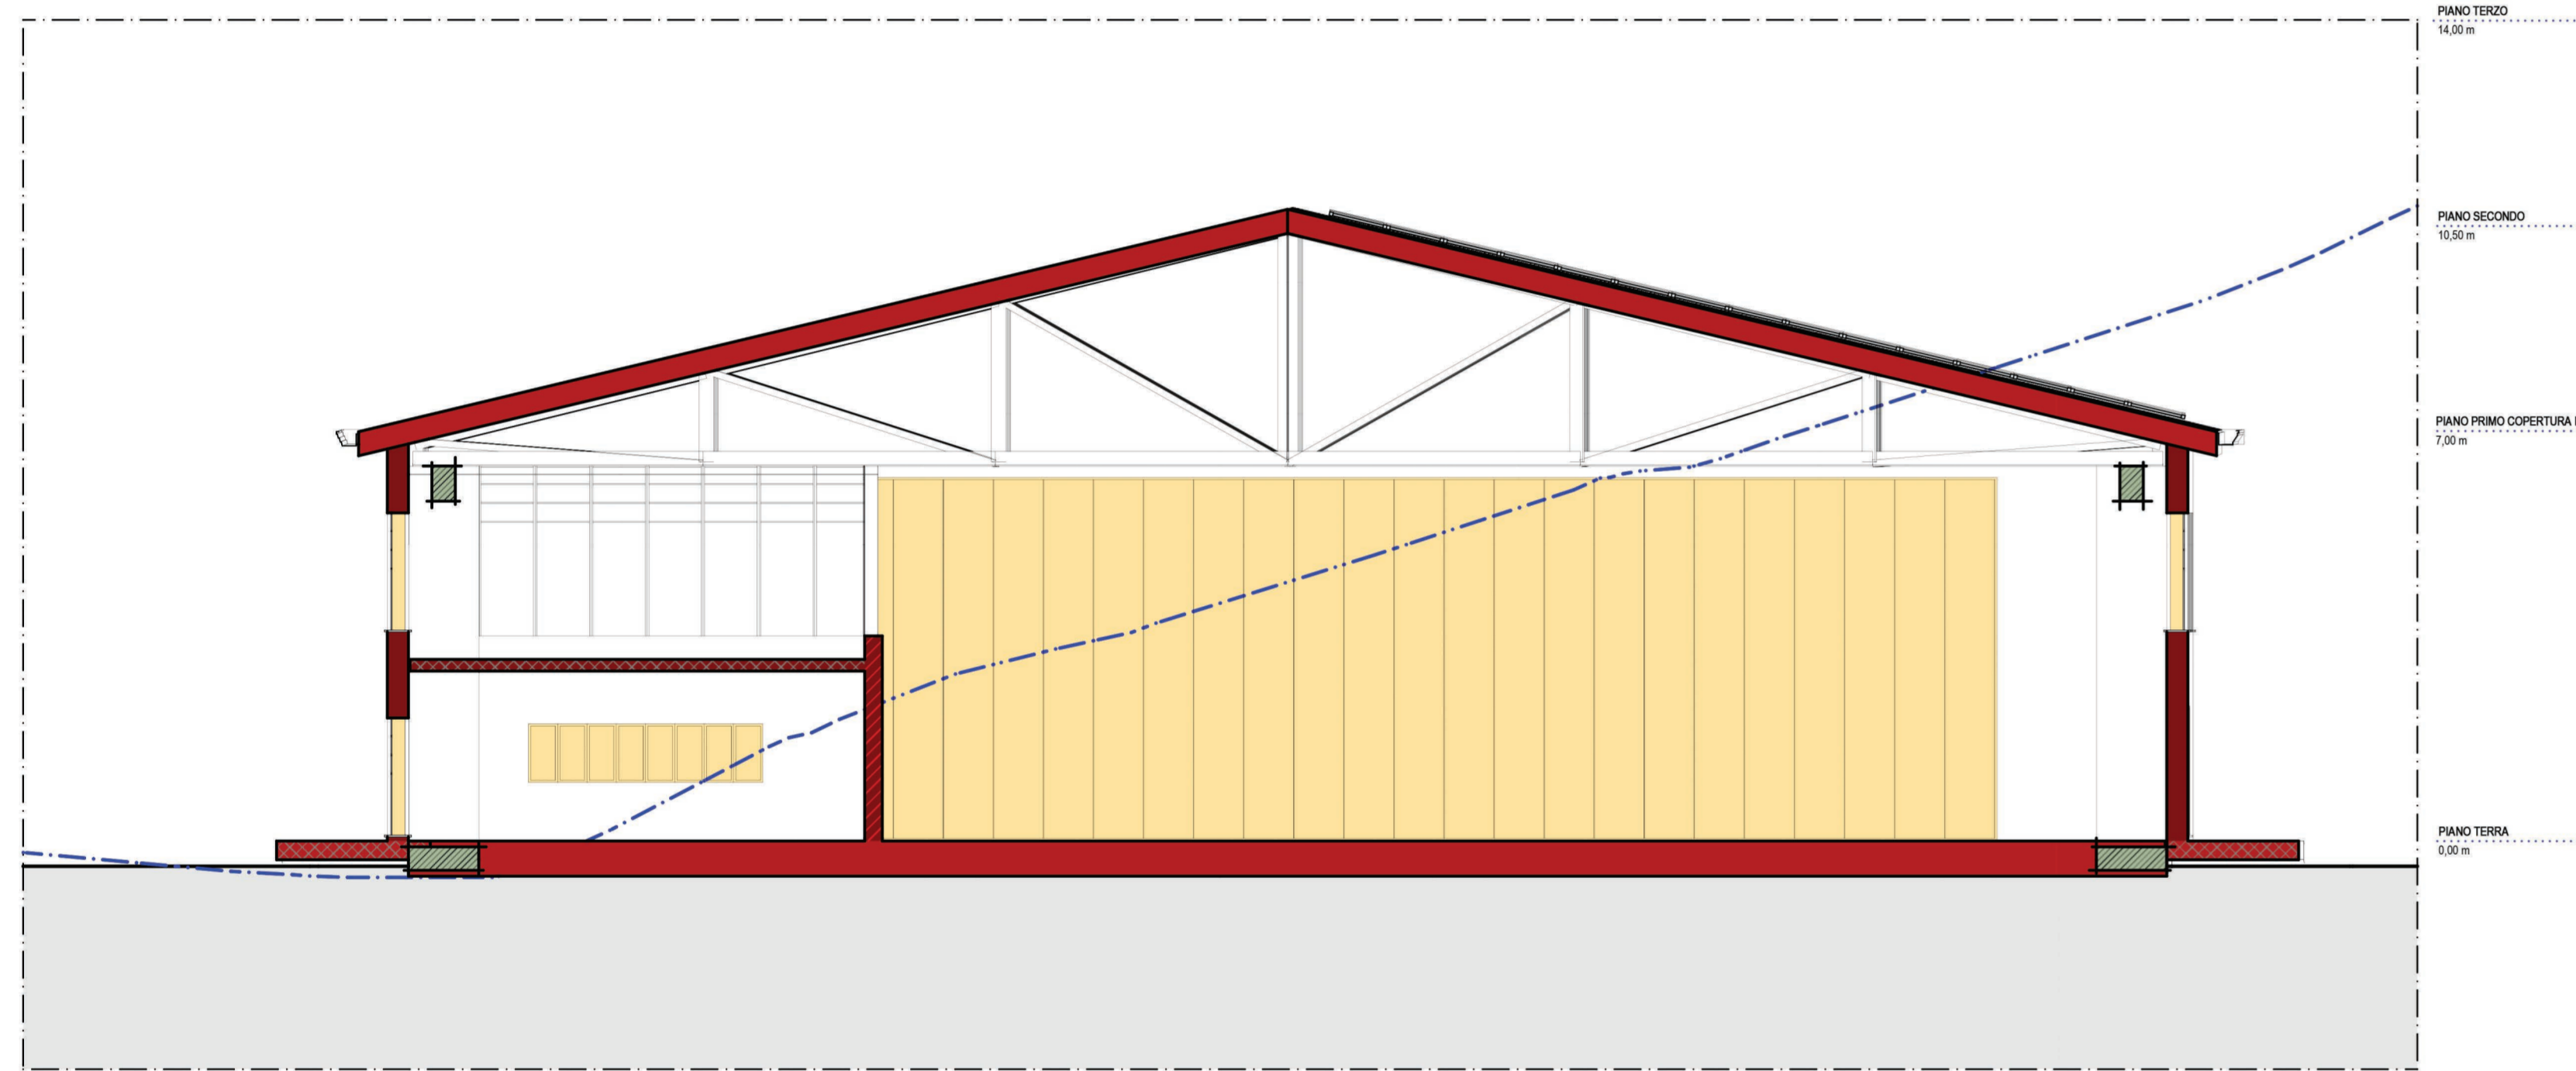 PIANO TERZO
14,00 m
PIANO SECONDO
10,50 m
PIANO PRIMO COPERTURA
7,00 m
PIANO TERRA
0,00 m